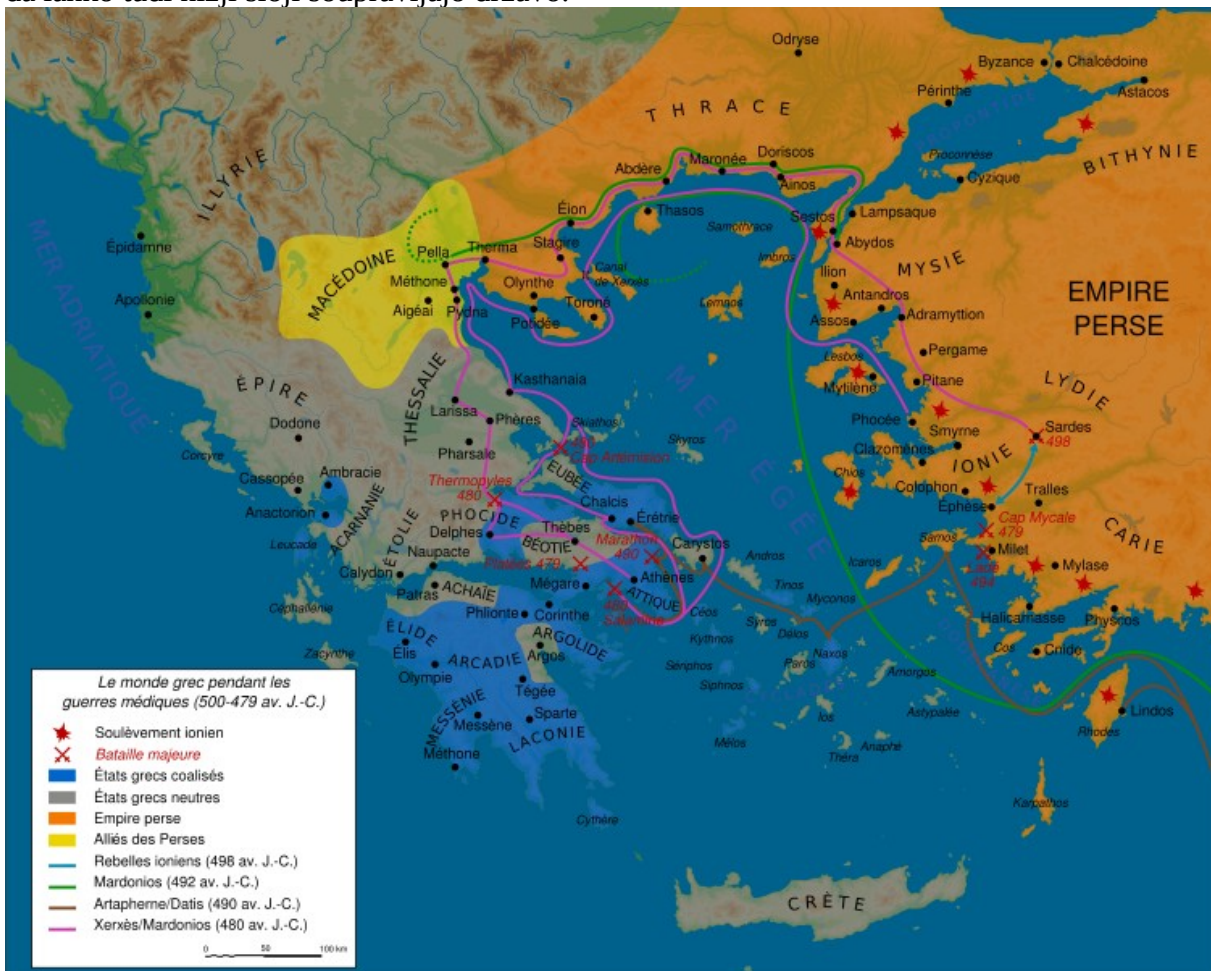 Odryse
Byzance
Chalcédoine
Périnthe
Astacos
THRACE
PROPONTIDE
BITHYNIE
Proconnèse
Cyzique
Doriscos
Maronée
Abdère
Ainos
ILLYRIE
Éion
Thasos
Samothrace
Sestos
Lampsaque
Abydos
Imbros
MER ADRIATIQUE
Épidamne
Apollonie
MACÉDOINE
Pella
Therma
Stagire
Canal
de Xerxès
Méthone
Aigéai
Pydna
Olynthe
Potidée
Toroné
Lemnos
Ilion
MYSIE
Antandros
Assos
Adramyttion
EMPIRE
PERSE
Pergame
Lesbos
Mytilène
Pitane
LYDIE
ÉPIRE
THESSALIE
Kasthanaia
MER ÉGÉE
Larissa
Phères
Dodone
Skiathos
Skyros
Phocée
Smyrne
Sardes
498
Clazomènes
IONIE
Corcyre
Pharsale
Cap Artémision
EUBÉE
Cassopée
Ambracie
Thermopyles
480
Chios
Colophon
Éphèse
Tralles
Anactorion
ACARNANIE
PHOCIDE
Chalcis
Érétrie
Cap Mycale
479
CARIE
Leucade
ÉTOLIE
Delphes
Thèbes
BÉOTIE
Marathon
490
Carystos
Andros
Samos
Icaros
Milet
Ladé
494
Mylase
Naupacte
Calydon
Platées 479
Mégare
Athènes
ATTIQUE
Tinos
Myconos
Céphallénie
Patras
ACHAÏE
Phlionte
Corinthe
480
Salamine
Céos
Syros
Délos
Halicarnasse
Physcos
ÉLIDE
Élis
ARGOLIDE
Argos
Kythnos
Naxos
Paros
Cos
Cnide
Zacynthe
Olympie
ARCADIE
Sériphos
Siphnos
Amorgos
Tégée
MESSÉNIE
Messène
Sparte
LACONIE
Ios
Astypalée
Lindos
Rhodes
Mélos
Théra
Anaphé
Méthone
Cythère
Karpathos
CRÈTE
Le monde grec pendant les
guerres médiques (500-479 av. J.-C.)
Soulèvement ionien
Bataille majeure
États grecs coalisés
États grecs neutres
Empire perse
Alliés des Perses
Rebelles ioniens (498 av. J.-C.)
Mardonios (492 av. J.-C.)
Artapherne/Datis (490 av. J.-C.)
Xerxès/Mardonios (480 av. J.-C.)
0 50 100 km